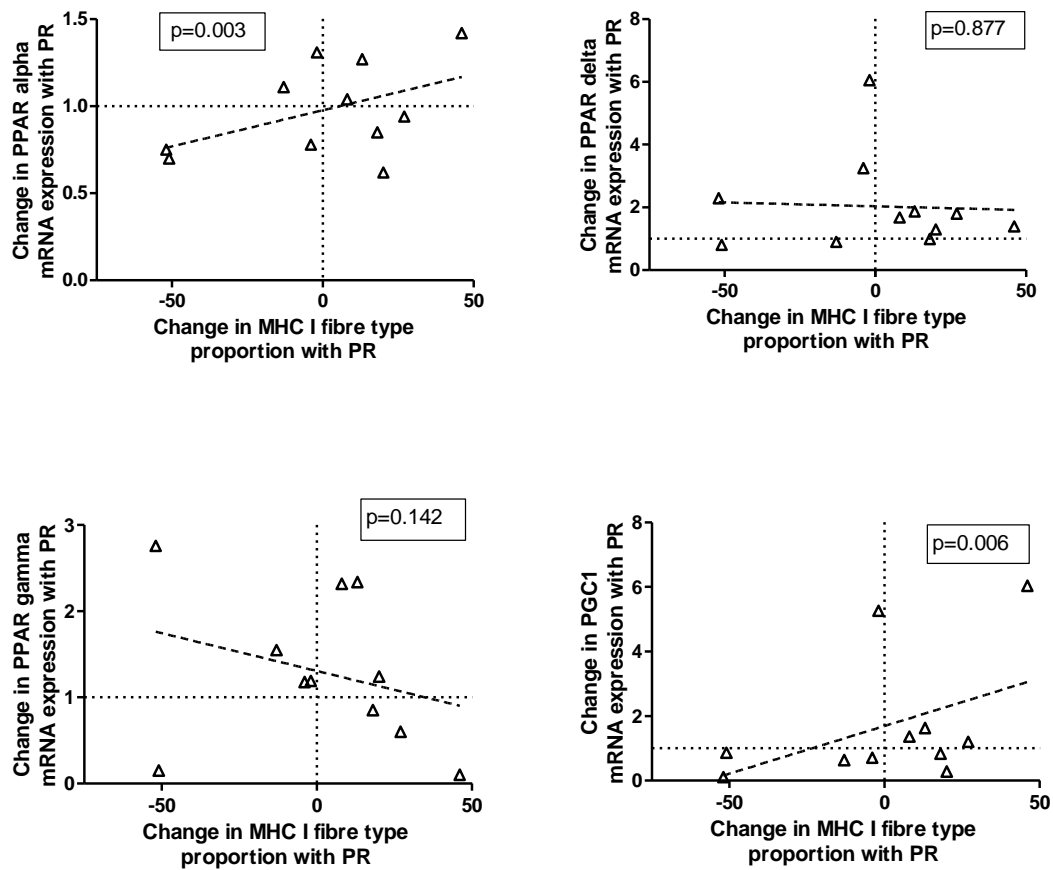 Change in PPAR alpha
mRNA expression with PR
1.5
1.0
0.5
0.0
p=0.003
-50
0
50
Change in MHC I fibre type
proportion with PR
Change in PPAR delta
mRNA expression with PR
8
6
4
2
0
p=0.877
-50
0
50
Change in MHC I fibre type
proportion with PR
Change in PPAR gamma
mRNA expression with PR
3
2
1
0
p=0.142
-50
0
50
Change in MHC I fibre type
proportion with PR
Change in PGC1
mRNA expression with PR
8
6
4
2
0
p=0.006
-50
0
50
Change in MHC I fibre type
proportion with PR